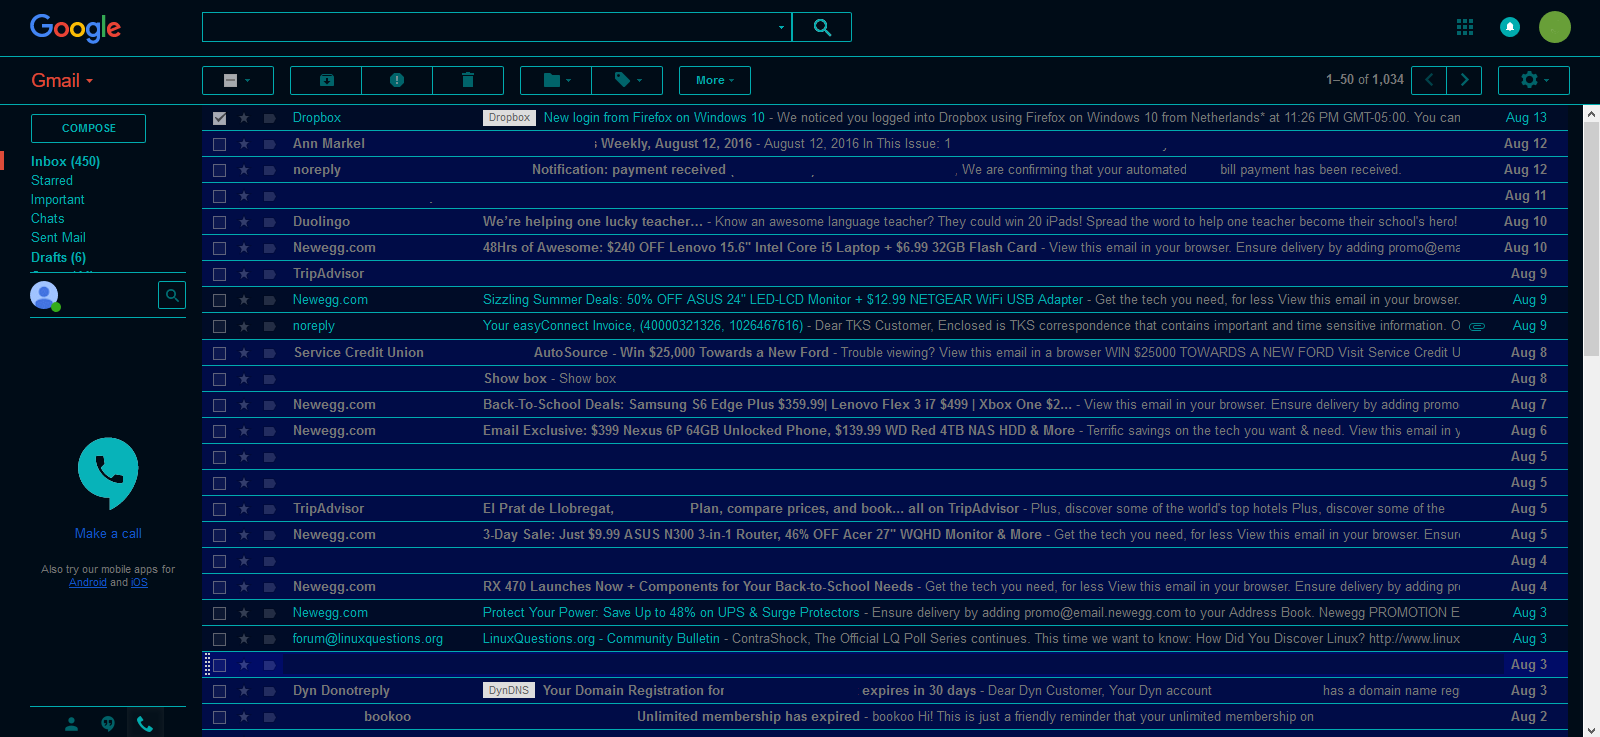 Google
Gmail
More
1–50 of 1,034
COMPOSE
Inbox (450)
Starred
Important
Chats
Sent Mail
Drafts (6)
Make a call
Also try our mobile apps for
Android and iOS
Dropbox Dropbox New login from Firefox on Windows 10 - We noticed you logged into Dropbox using Firefox on Windows 10 from Netherlands* at 11:26 PM GMT-05:00. You can Aug 13
Ann Markel s Weekly, August 12, 2016 - August 12, 2016 In This Issue: 1 Aug 12
noreply Notification: payment received , We are confirming that your automated bill payment has been received. Aug 12
Aug 11
Duolingo We're helping one lucky teacher... - Know an awesome language teacher? They could win 20 iPads! Spread the word to help one teacher become their school's hero! Aug 10
Newegg.com 48Hrs of Awesome: $240 OFF Lenovo 15.6" Intel Core i5 Laptop + $6.99 32GB Flash Card - View this email in your browser. Ensure delivery by adding promo@ema Aug 10
TripAdvisor Aug 9
Newegg.com Sizzling Summer Deals: 50% OFF ASUS 24" LED-LCD Monitor + $12.99 NETGEAR WiFi USB Adapter - Get the tech you need, for less View this email in your browser. Aug 9
noreply Your easyConnect Invoice, (40000321326, 1026467616) - Dear TKS Customer, Enclosed is TKS correspondence that contains important and time sensitive information. O Aug 9
Service Credit Union AutoSource - Win $25,000 Towards a New Ford - Trouble viewing? View this email in a browser WIN $25000 TOWARDS A NEW FORD Visit Service Credit U Aug 8
Show box - Show box Aug 8
Newegg.com Back-To-School Deals: Samsung S6 Edge Plus $359.99| Lenovo Flex 3 i7 $499 | Xbox One $2... - View this email in your browser. Ensure delivery by adding promo Aug 7
Newegg.com Email Exclusive: $399 Nexus 6P 64GB Unlocked Phone, $139.99 WD Red 4TB NAS HDD & More - Terrific savings on the tech you want & need. View this email in y Aug 6
Aug 5
Aug 5
TripAdvisor El Prat de Llobregat, Plan, compare prices, and book... all on TripAdvisor - Plus, discover some of the world's top hotels Plus, discover some of the Aug 5
Newegg.com 3-Day Sale: Just $9.99 ASUS N300 3-in-1 Router, 46% OFF Acer 27" WQHD Monitor & More - Get the tech you need, for less View this email in your browser. Ensure Aug 5
Aug 4
Newegg.com RX 470 Launches Now + Components for Your Back-to-School Needs - Get the tech you need, for less View this email in your browser. Ensure delivery by adding pro Aug 4
Newegg.com Protect Your Power: Save Up to 48% on UPS & Surge Protectors - Ensure delivery by adding promo@email.newegg.com to your Address Book. Newegg PROMOTION E Aug 3
forum@linuxquestions.org LinuxQuestions.org - Community Bulletin - ContraShock, The Official LQ Poll Series continues. This time we want to know: How Did You Discover Linux? http://www.linux Aug 3
Aug 3
Dyn Donotreply DynDNS Your Domain Registration for expires in 30 days - Dear Dyn Customer, Your Dyn account has a domain name reg Aug 3
bookoo Unlimited membership has expired - bookoo Hi! This is just a friendly reminder that your unlimited membership on Aug 2